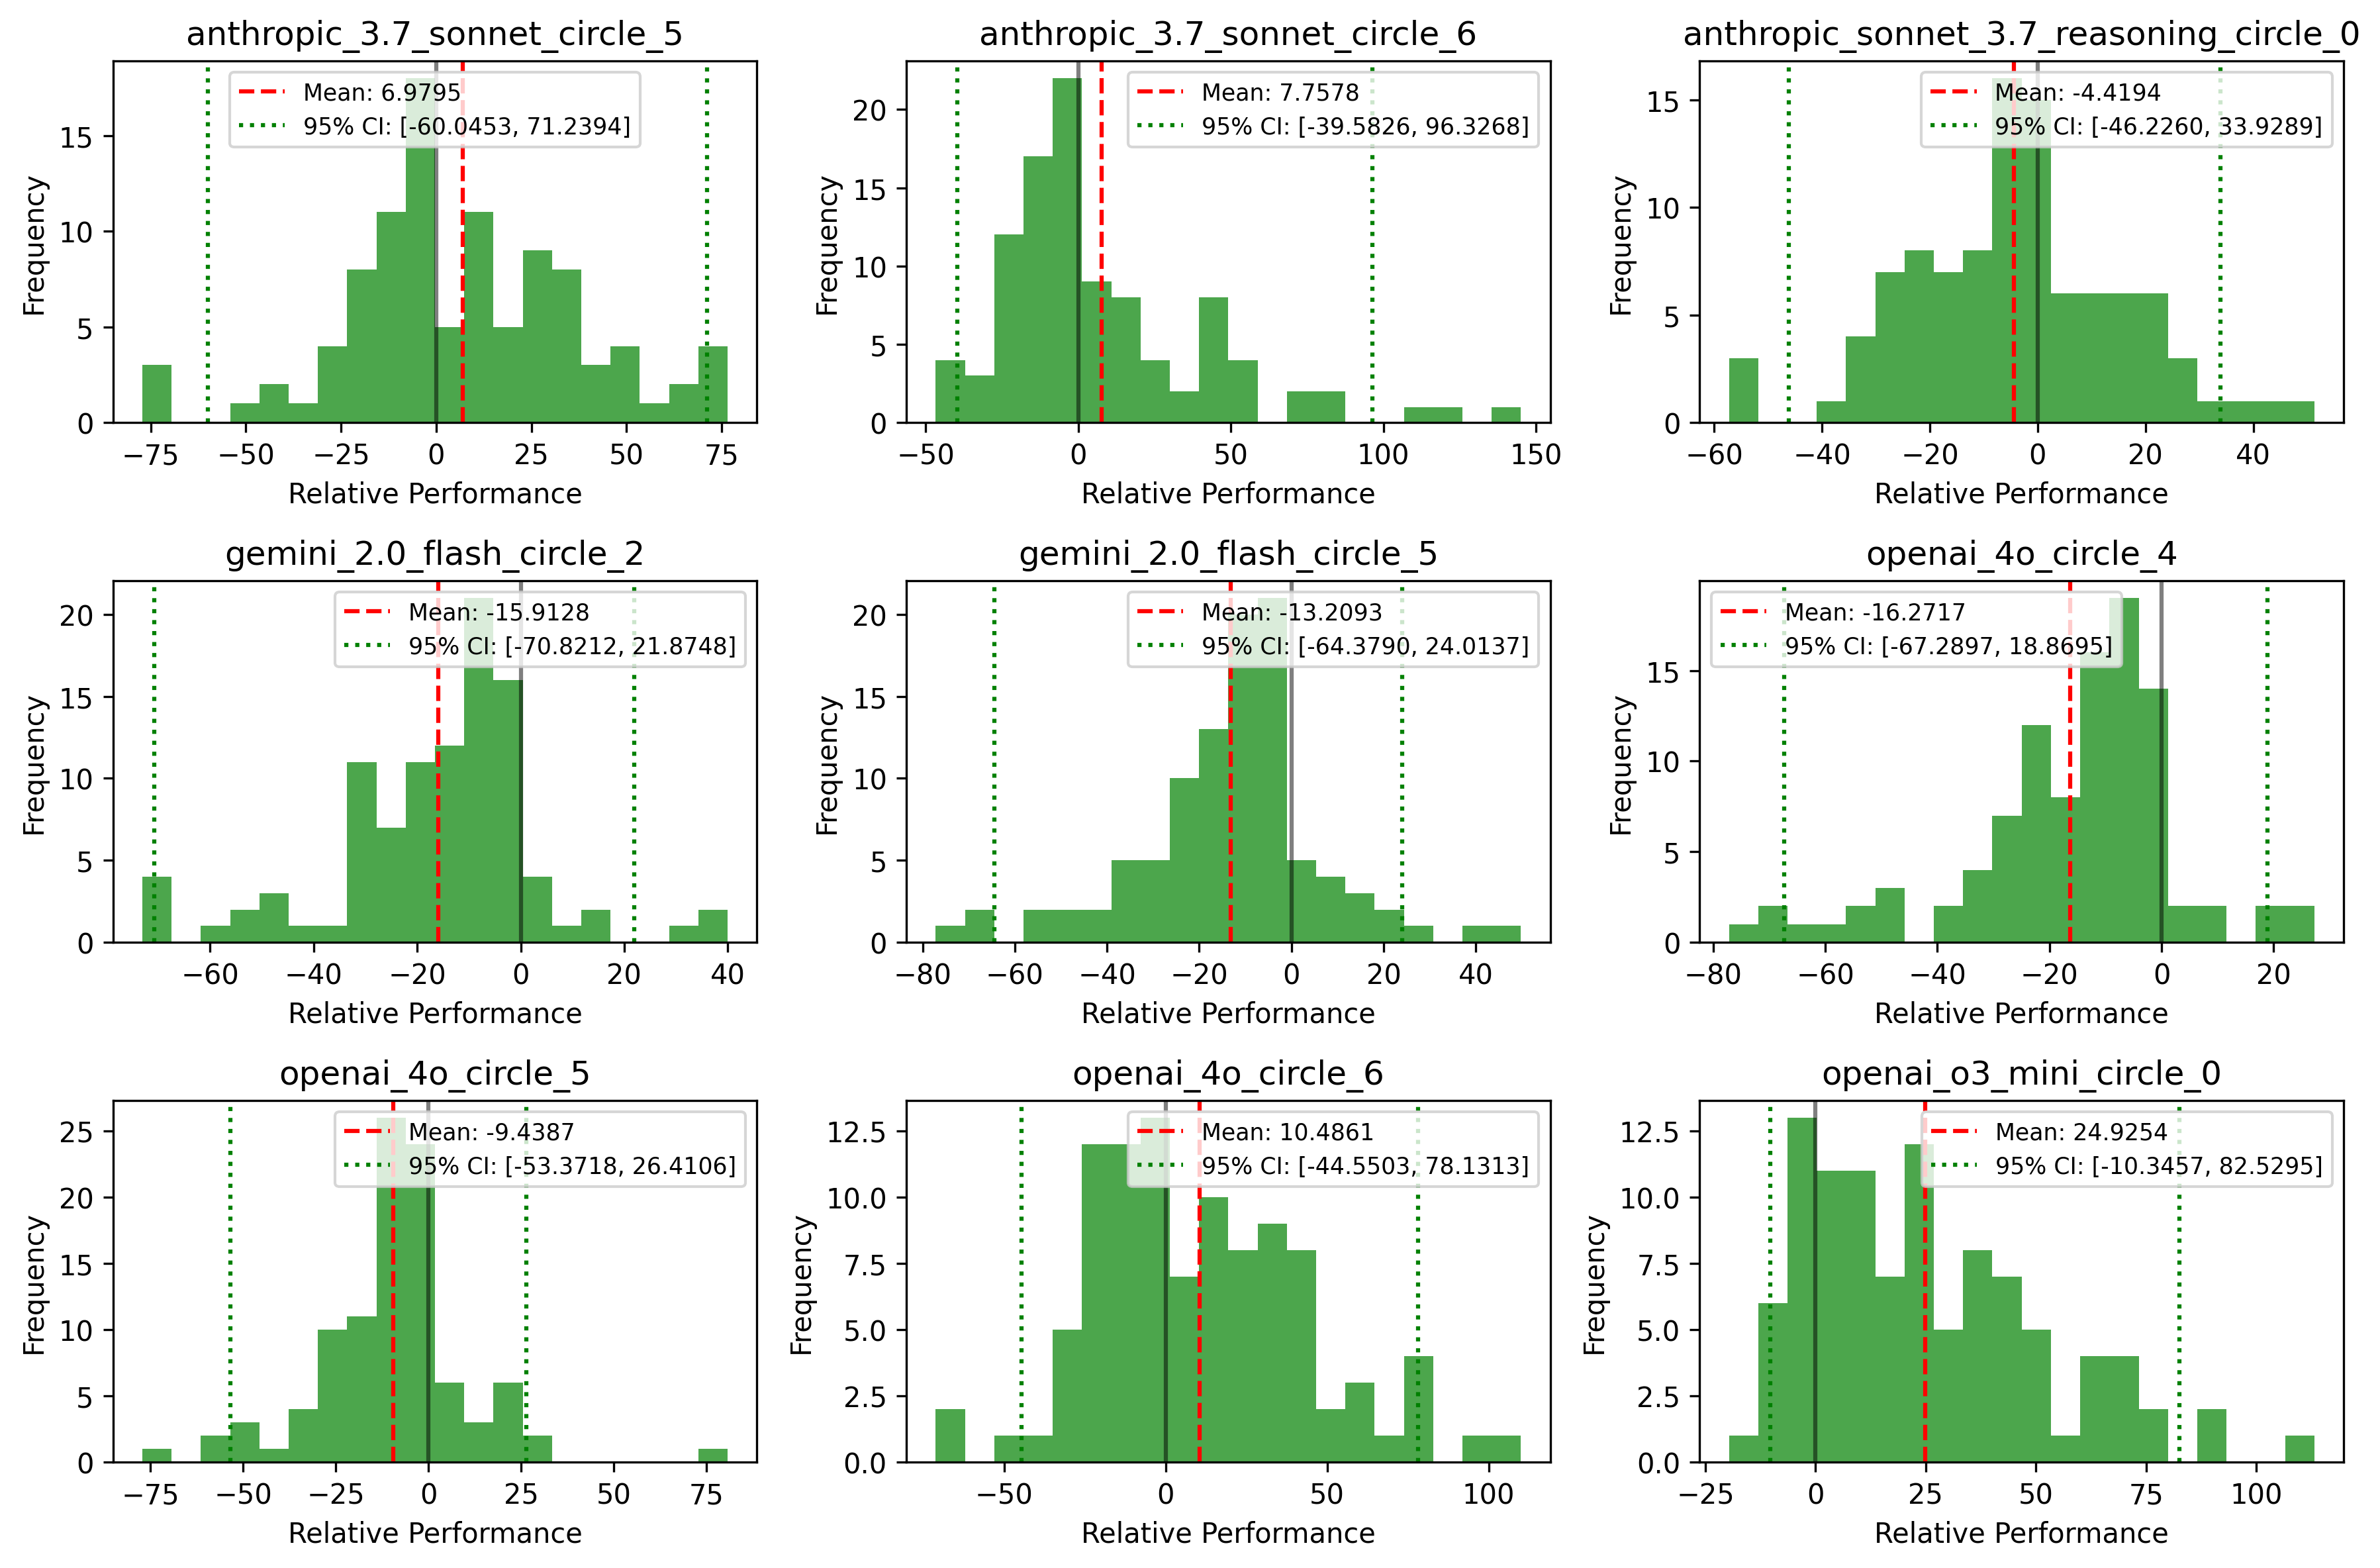 anthropic_3.7_sonnet_circle_5
Mean: 6.9795
95% CI: [-60.0453, 71.2394]
Frequency
15
10
5
0
−75 −50 −25 0 25 50 75
Relative Performance
anthropic_3.7_sonnet_circle_6
Mean: 7.7578
95% CI: [-39.5826, 96.3268]
Frequency
20
15
10
5
0
−50 0 50 100 150
Relative Performance
anthropic_sonnet_3.7_reasoning_circle_0
Mean: -4.4194
95% CI: [-46.2260, 33.9289]
Frequency
15
10
5
0
−60 −40 −20 0 20 40
Relative Performance
gemini_2.0_flash_circle_2
Mean: -15.9128
95% CI: [-70.8212, 21.8748]
Frequency
20
15
10
5
0
−60 −40 −20 0 20 40
Relative Performance
gemini_2.0_flash_circle_5
Mean: -13.2093
95% CI: [-64.3790, 24.0137]
Frequency
20
15
10
5
0
−80 −60 −40 −20 0 20 40
Relative Performance
openai_4o_circle_4
Mean: -16.2717
95% CI: [-67.2897, 18.8695]
Frequency
15
10
5
0
−80 −60 −40 −20 0 20
Relative Performance
openai_4o_circle_5
Mean: -9.4387
95% CI: [-53.3718, 26.4106]
Frequency
25
20
15
10
5
0
−75 −50 −25 0 25 50 75
Relative Performance
openai_4o_circle_6
Mean: 10.4861
95% CI: [-44.5503, 78.1313]
Frequency
12.5
10.0
7.5
5.0
2.5
0.0
−50 0 50 100
Relative Performance
openai_o3_mini_circle_0
Mean: 24.9254
95% CI: [-10.3457, 82.5295]
Frequency
12.5
10.0
7.5
5.0
2.5
0.0
−25 0 25 50 75 100
Relative Performance